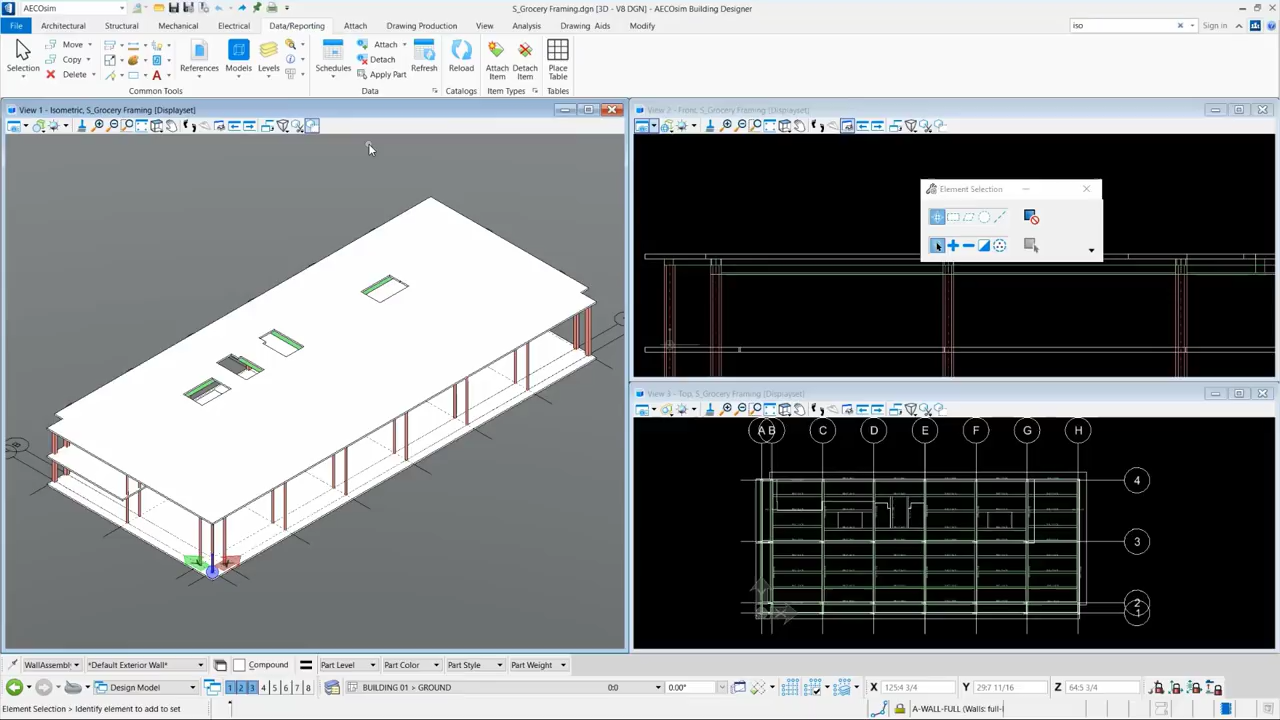 AECOsim
S_Grocery Framing.dgn [3D - V8 DGN] - AECOsim Building Designer
File
Architectural
Structural
Mechanical
Electrical
Data/Reporting
Attach
Drawing Production
View
Utilities
Drawing Aids
Modify
iso
Sign in
Selection
Move
Copy
Delete
References
Models
Levels
Common Tools
Schedules
Attach
Detach
Apply Part
Refresh
Data
Reload
Catalogs
Attach Item
Detach Item
Item Types
Place Table
Tables
View 1 - Isometric, S_Grocery Framing [Displayset]
View 2 - Front, S_Grocery Framing [Displayset]
Element Selection
View 3 - Top, S_Grocery Framing [Displayset]
A B C D E F G H
4
3
2
1
WallAssembl
*Default Exterior Wall*
Compound
Part Level
Part Color
Part Style
Part Weight
Design Model
1 2 3 4 5 6 7 8
BUILDING 01 > GROUND
0:0
0.00°
X 125:4 3/4
Y 29:7 11/16
Z 64:5 3/4
Element Selection > Identify element to add to set
A-WALL-FULL (Walls: full-l